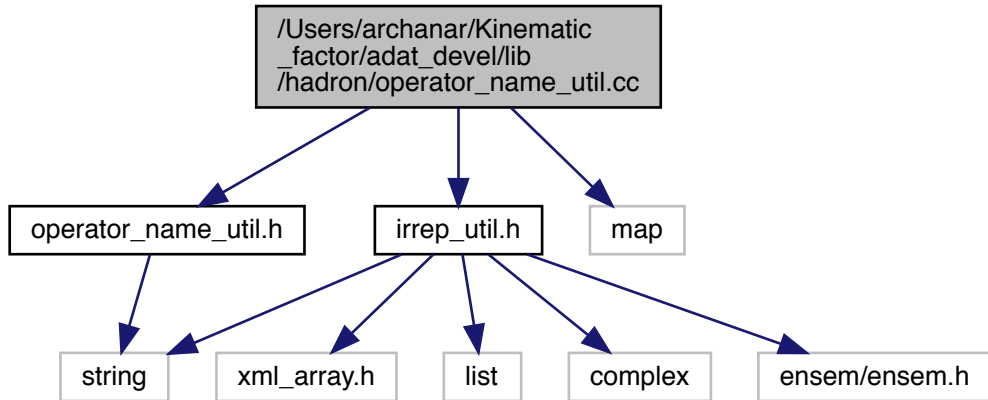 /Users/archanar/Kinematic
_factor/adat_devel/lib
/hadron/operator_name_util.cc
operator_name_util.h
irrep_util.h
map
string
xml_array.h
list
complex
ensem/ensem.h